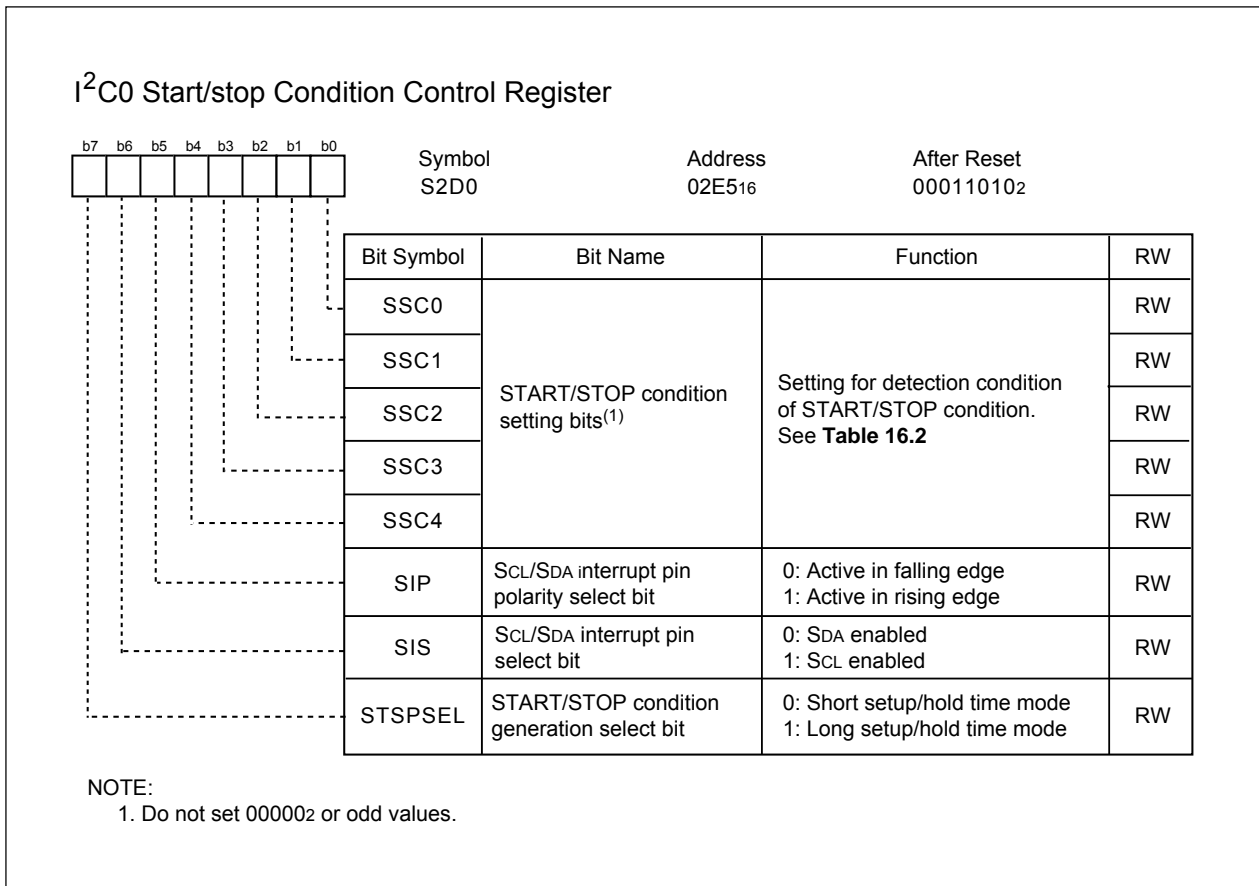 I²C0 Start/stop Condition Control Register
b7 b6 b5 b4 b3 b2 b1 b0
Symbol Address After Reset
S2D0 02E516 000110102
Bit Symbol Bit Name Function RW
SSC0 RW
SSC1 RW
START/STOP condition
setting bits(1)
Setting for detection condition
of START/STOP condition.
See Table 16.2
SSC2 RW
SSC3 RW
SSC4 RW
SIP
SCL/SDA interrupt pin
polarity select bit
0: Active in falling edge
1: Active in rising edge
RW
SIS
SCL/SDA interrupt pin
select bit
0: SDA enabled
1: SCL enabled
RW
STSPSEL
START/STOP condition
generation select bit
0: Short setup/hold time mode
1: Long setup/hold time mode
RW
NOTE:
1. Do not set 000002 or odd values.